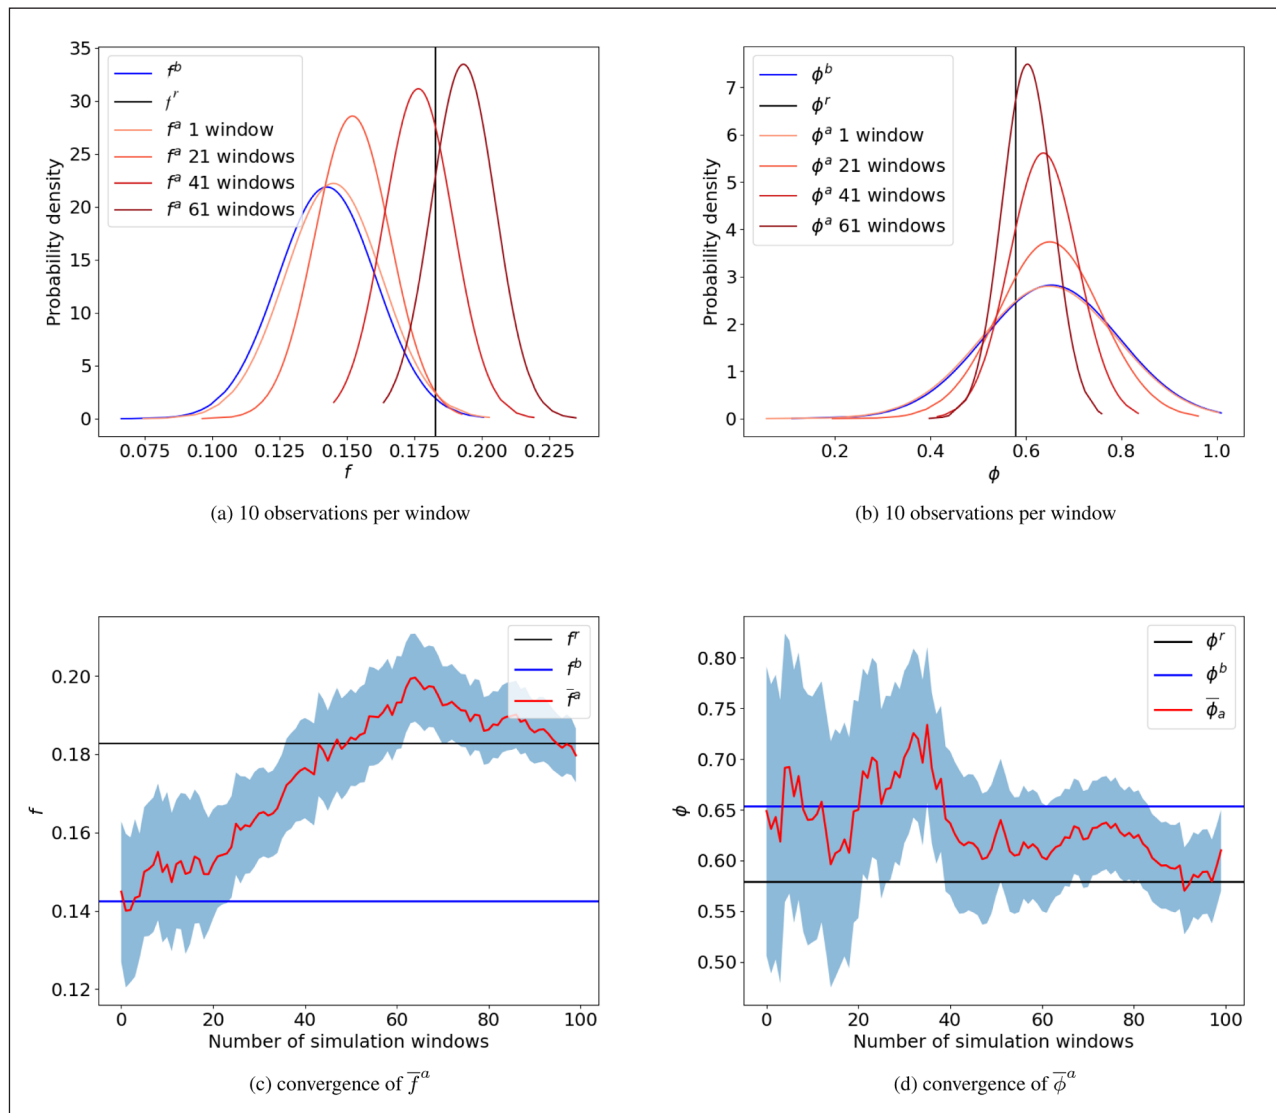 35
30
25
20
15
10
5
0
Probability density
f^b
f^r
f^a 1 window
f^a 21 windows
f^a 41 windows
f^a 61 windows
0.075 0.100 0.125 0.150 0.175 0.200 0.225
f
(a) 10 observations per window
7
6
5
4
3
2
1
0
Probability density
ϕ^b
ϕ^r
ϕ^a 1 window
ϕ^a 21 windows
ϕ^a 41 windows
ϕ^a 61 windows
0.2 0.4 0.6 0.8 1.0
ϕ
(b) 10 observations per window
0.20
0.18
0.16
0.14
0.12
f
f^r
f^b
f̅^a
0 20 40 60 80 100
Number of simulation windows
(c) convergence of f̅^a
0.80
0.75
0.70
0.65
0.60
0.55
0.50
ϕ
ϕ^r
ϕ^b
ϕ̅_a
0 20 40 60 80 100
Number of simulation windows
(d) convergence of ϕ̅^a